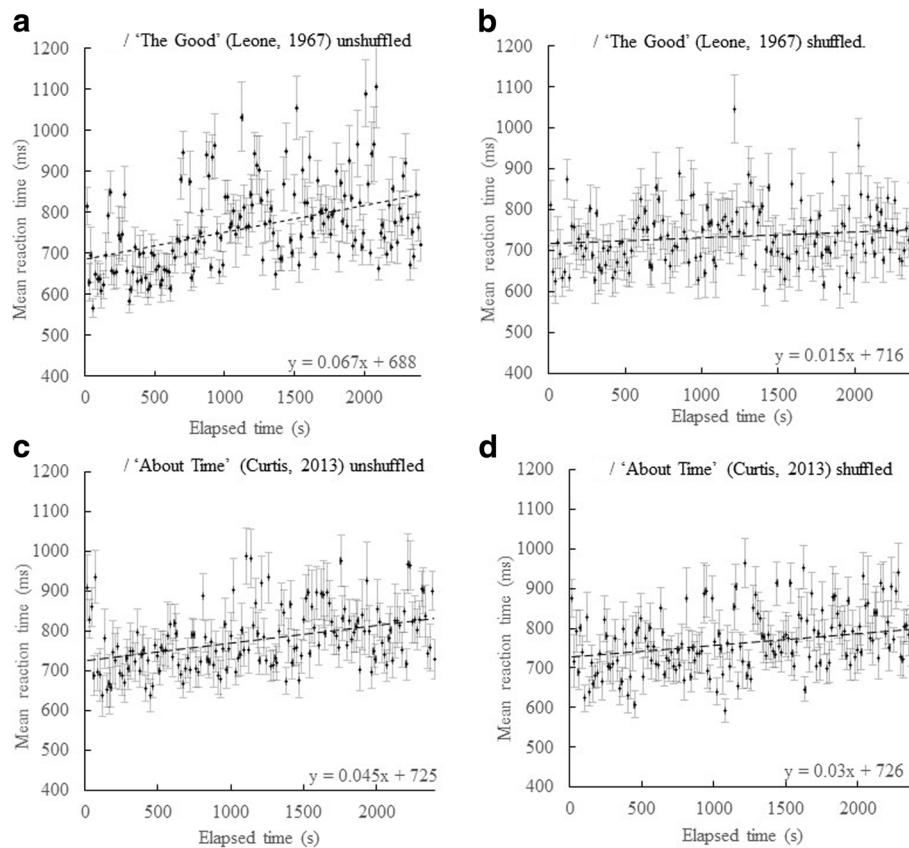 a
/ ‘The Good’ (Leone, 1967) unshuffled
1200
1100
1000
900
800
700
600
500
400
Mean reaction time (ms)
y = 0.067x + 688
0 500 1000 1500 2000
Elapsed time (s)
b
/ ‘The Good’ (Leone, 1967) shuffled.
1200
1100
1000
900
800
700
600
500
400
Mean reaction time (ms)
y = 0.015x + 716
0 500 1000 1500 2000
Elapsed time (s)
c
/ ‘About Time’ (Curtis, 2013) unshuffled
1200
1100
1000
900
800
700
600
500
400
Mean reaction time (ms)
y = 0.045x + 725
0 500 1000 1500 2000
Elapsed time (s)
d
/ ‘About Time’ (Curtis, 2013) shuffled
1200
1100
1000
900
800
700
600
500
400
Mean reaction time (ms)
y = 0.03x + 726
0 500 1000 1500 2000
Elapsed time (s)